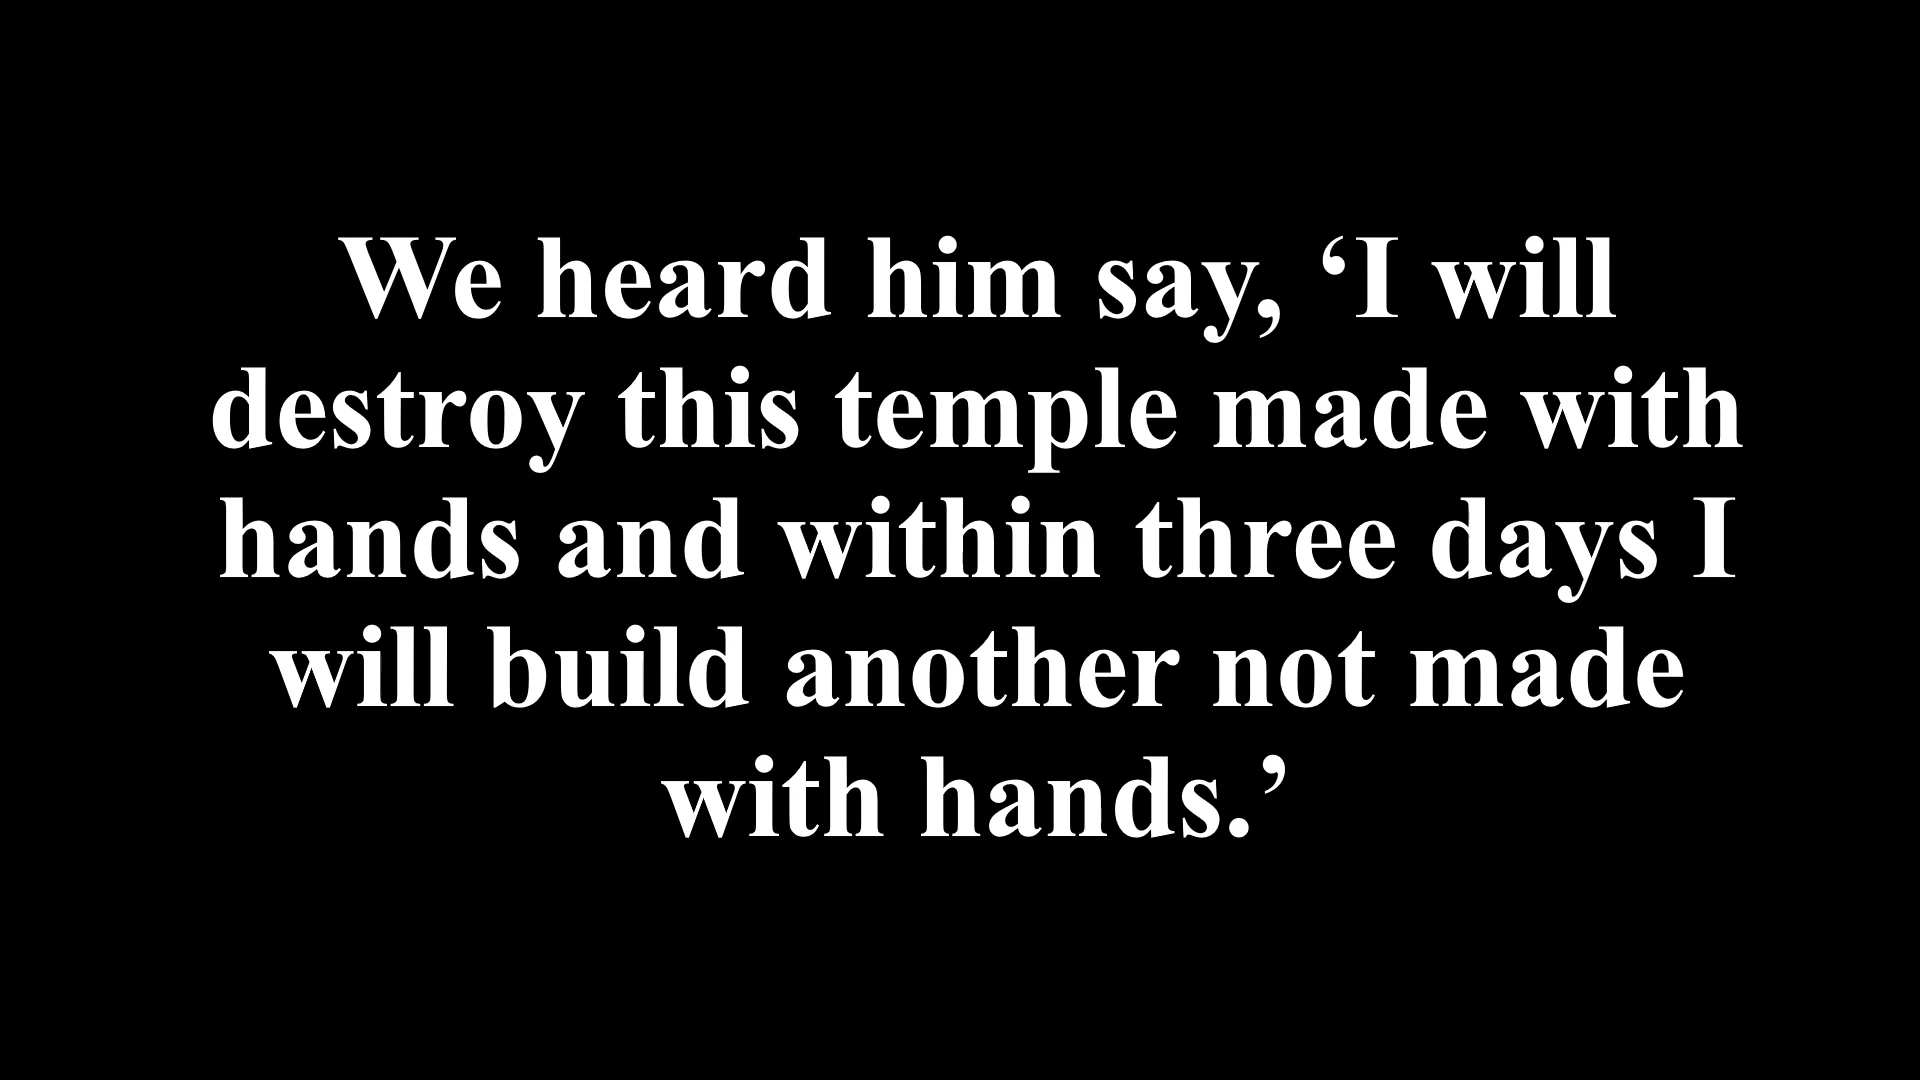 We heard him say, ‘I will
destroy this temple made with
hands and within three days I
will build another not made
with hands.’